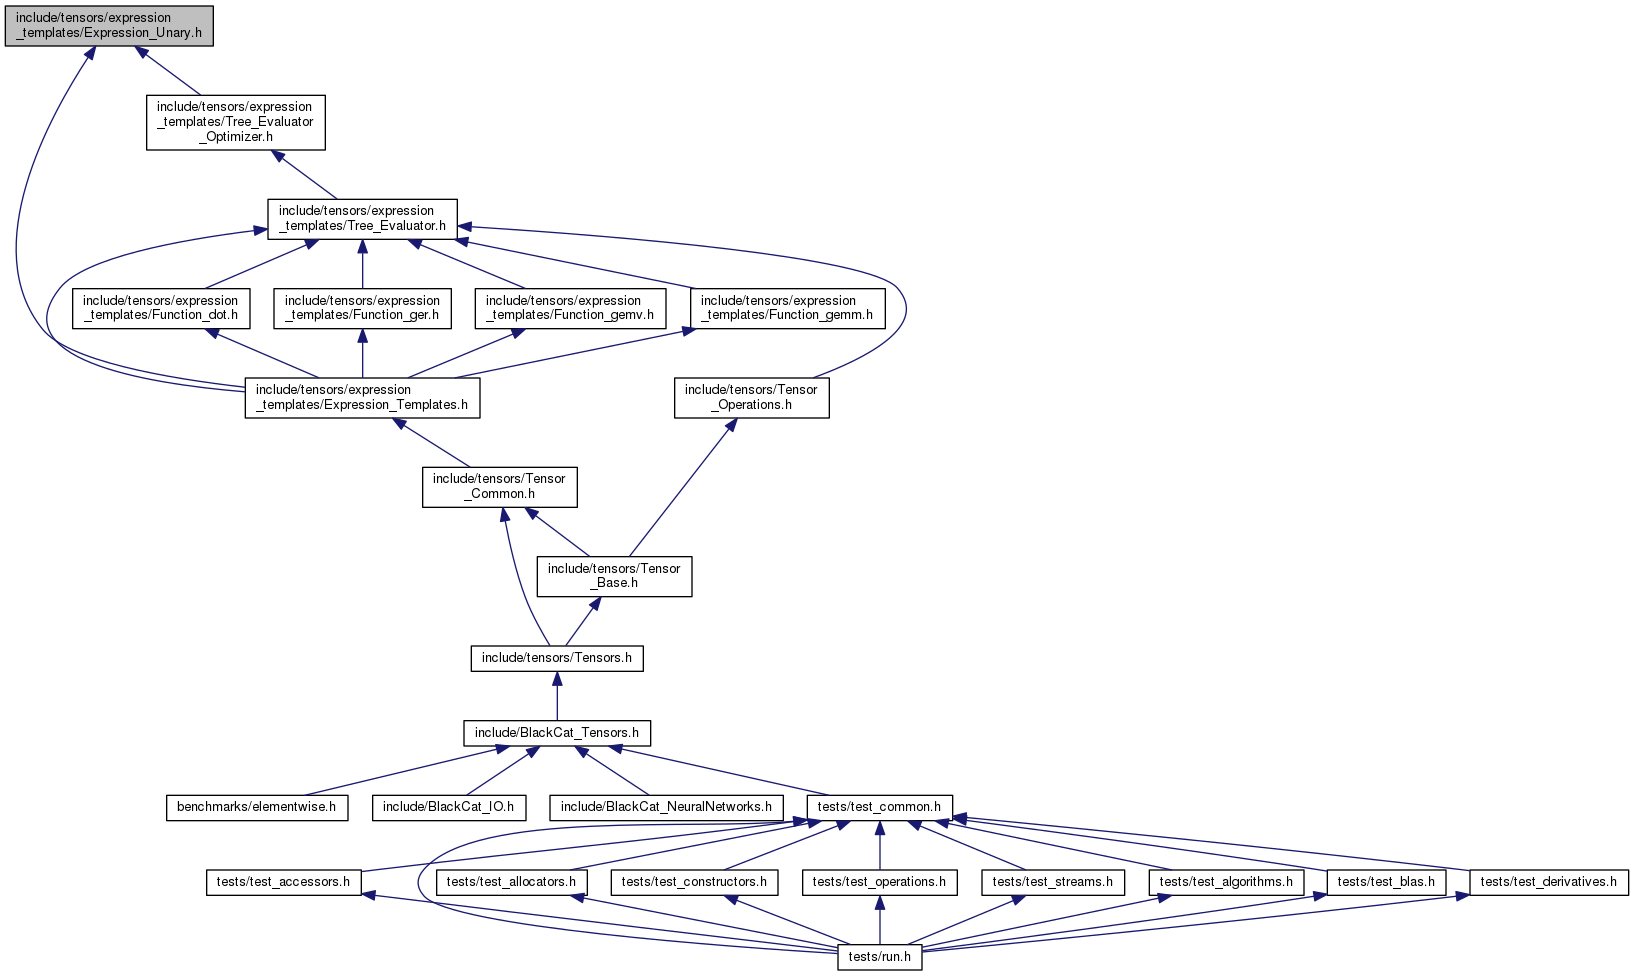 include/tensors/expression
_templates/Expression_Unary.h
include/tensors/expression
_templates/Tree_Evaluator
_Optimizer.h
include/tensors/expression
_templates/Tree_Evaluator.h
include/tensors/expression
_templates/Function_dot.h
include/tensors/expression
_templates/Function_ger.h
include/tensors/expression
_templates/Function_gemv.h
include/tensors/expression
_templates/Function_gemm.h
include/tensors/expression
_templates/Expression_Templates.h
include/tensors/Tensor
_Operations.h
include/tensors/Tensor
_Common.h
include/tensors/Tensor
_Base.h
include/tensors/Tensors.h
include/BlackCat_Tensors.h
benchmarks/elementwise.h
include/BlackCat_IO.h
include/BlackCat_NeuralNetworks.h
tests/test_common.h
tests/test_accessors.h
tests/test_allocators.h
tests/test_constructors.h
tests/test_operations.h
tests/test_streams.h
tests/test_algorithms.h
tests/test_blas.h
tests/test_derivatives.h
tests/run.h